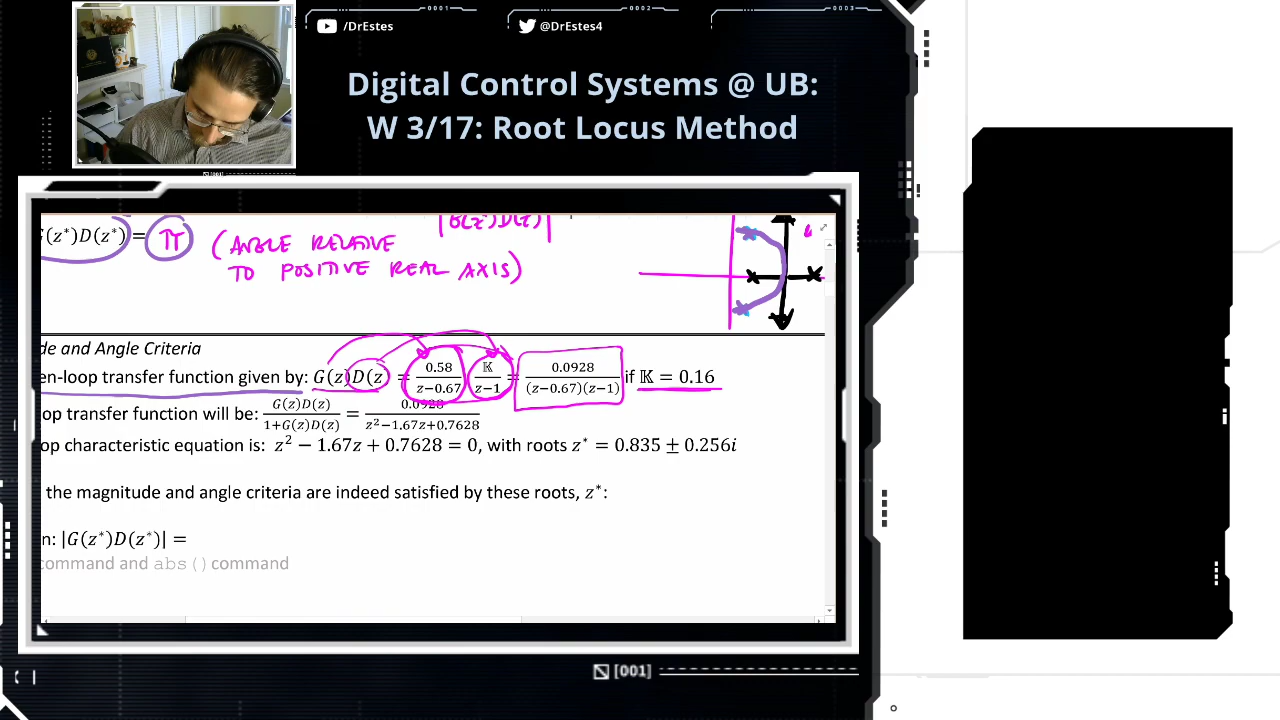 0001
0002
0003
/DrEstes
@DrEstes4
Digital Control Systems @ UB:
W 3/17: Root Locus Method
[001]
G(z*)D(z*) = π (ANGLE RELATIVE
TO POSITIVE REAL AXIS)
de and Angle Criteria
en-loop transfer function given by: G(z)D(z = 0.58/(z−0.67) 𝕂/(z−1) = 0.0928/((z−0.67)(z−1)) if 𝕂 = 0.16
op transfer function will be: G(z)D(z)/(1+G(z)D(z)) = 0.0928/(z²−1.67z+0.7628)
op characteristic equation is: z² − 1.67z + 0.7628 = 0, with roots z* = 0.835 ± 0.256i
the magnitude and angle criteria are indeed satisfied by these roots, z*:
n: |G(z*)D(z*)| =
command and abs() command
[001]